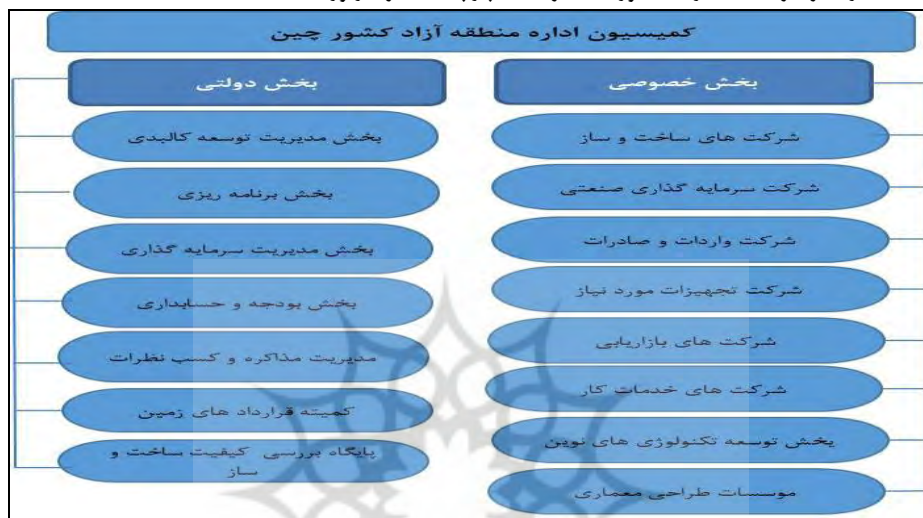 کمیسیون اداره منطقه آزاد کشور چین
بخش خصوصی
شرکت های ساخت و ساز
شرکت سرمایه گذاری صنعتی
شرکت واردات و صادرات
شرکت تجهیزات مورد نیاز
شرکت های بازاریابی
شرکت های خدمات کار
بخش توسعه تکنولوژی های نوین
موسسات طراحی معماری
بخش دولتی
بخش مدیریت توسعه کالبدی
بخش برنامه ریزی
بخش مدیریت سرمایه گذاری
بخش بودجه و حسابداری
مدیریت مذاکره و کسب نظرات
کمیته قرارداد های زمین
پایگاه بررسی کیفیت ساخت و
ساز